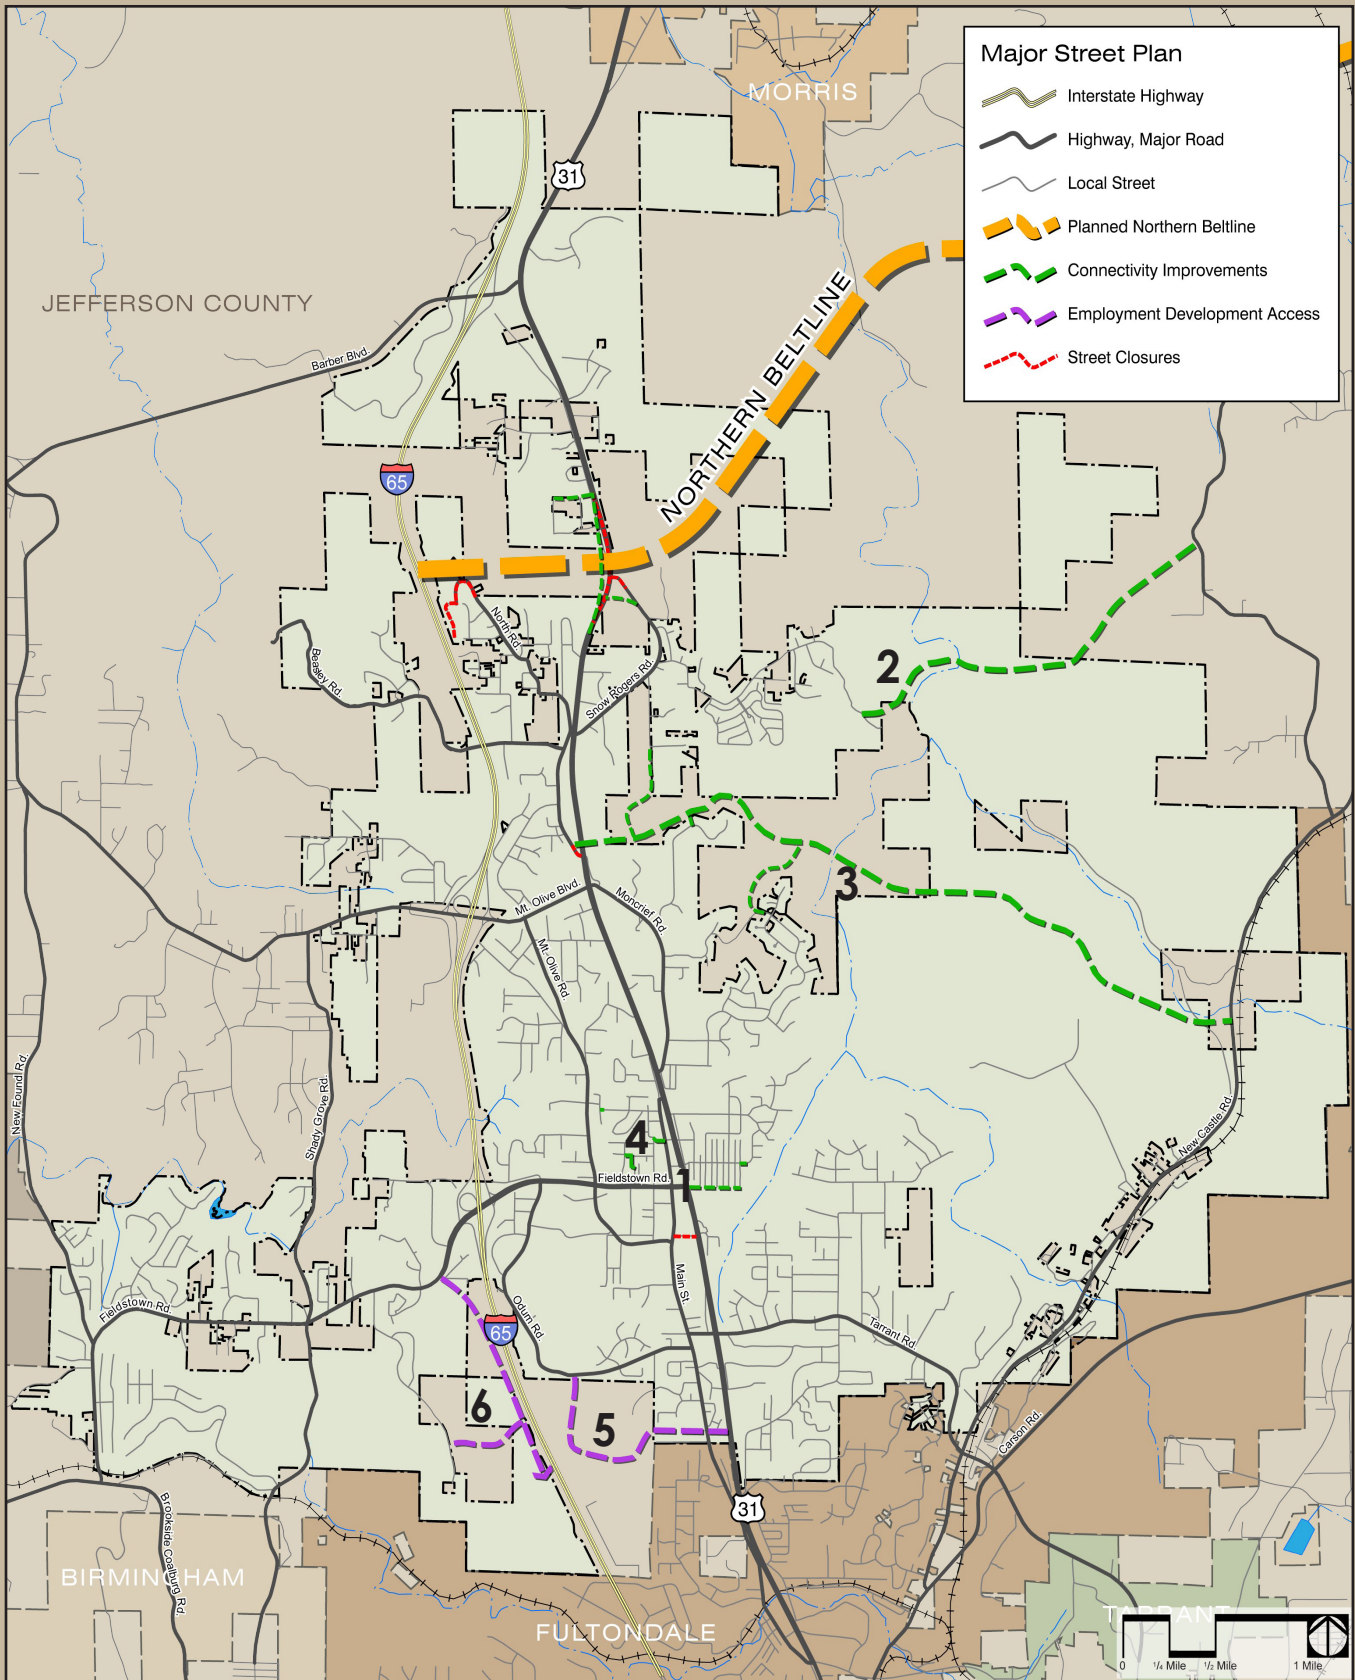 MORRIS
Major Street Plan
Interstate Highway
Highway, Major Road
Local Street
Planned Northern Beltline
Connectivity Improvements
Employment Development Access
Street Closures
31
JEFFERSON COUNTY
NORTHERN BELTLINE
Barber Blvd.
65
North Rd.
Beasley Rd.
Snow Rogers Rd.
2
3
Mt. Olive Blvd.
Moncrief Rd.
Mt. Olive Rd.
New Found Rd.
Shady Grove Rd.
New Castle Rd.
4
Fieldstown Rd.
1
Main St.
Odum Rd.
Fieldstown Rd.
65
Tarrant Rd.
6
5
Carson Rd.
31
Brookside Coalburg Rd.
BIRMINGHAM
FULTONDALE
TARRANT
0 1/4 Mile 1/2 Mile 1 Mile